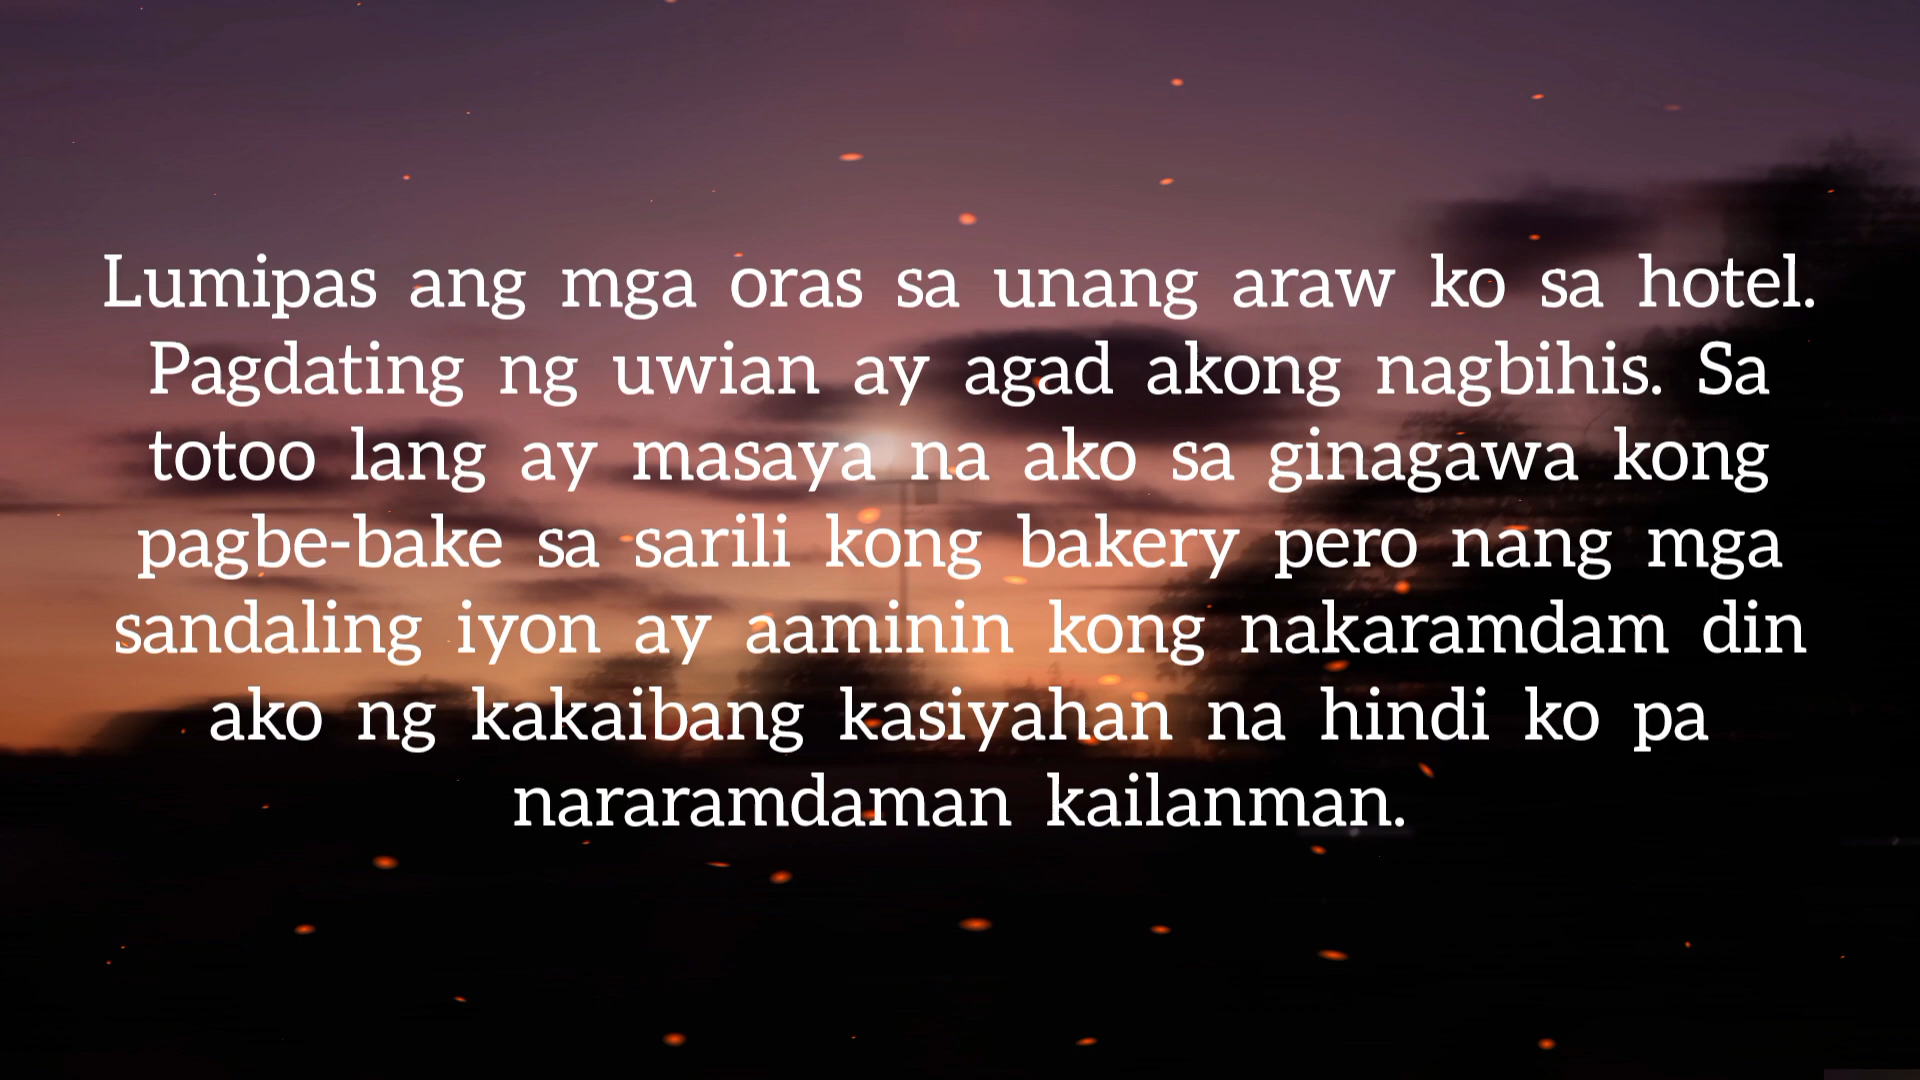 Lumipas ang mga oras sa unang araw ko sa hotel.
Pagdating ng uwian ay agad akong nagbihis. Sa
totoo lang ay masaya na ako sa ginagawa kong
pagbe-bake sa sarili kong bakery pero nang mga
sandaling iyon ay aaminin kong nakaramdam din
ako ng kakaibang kasiyahan na hindi ko pa
nararamdaman kailanman.